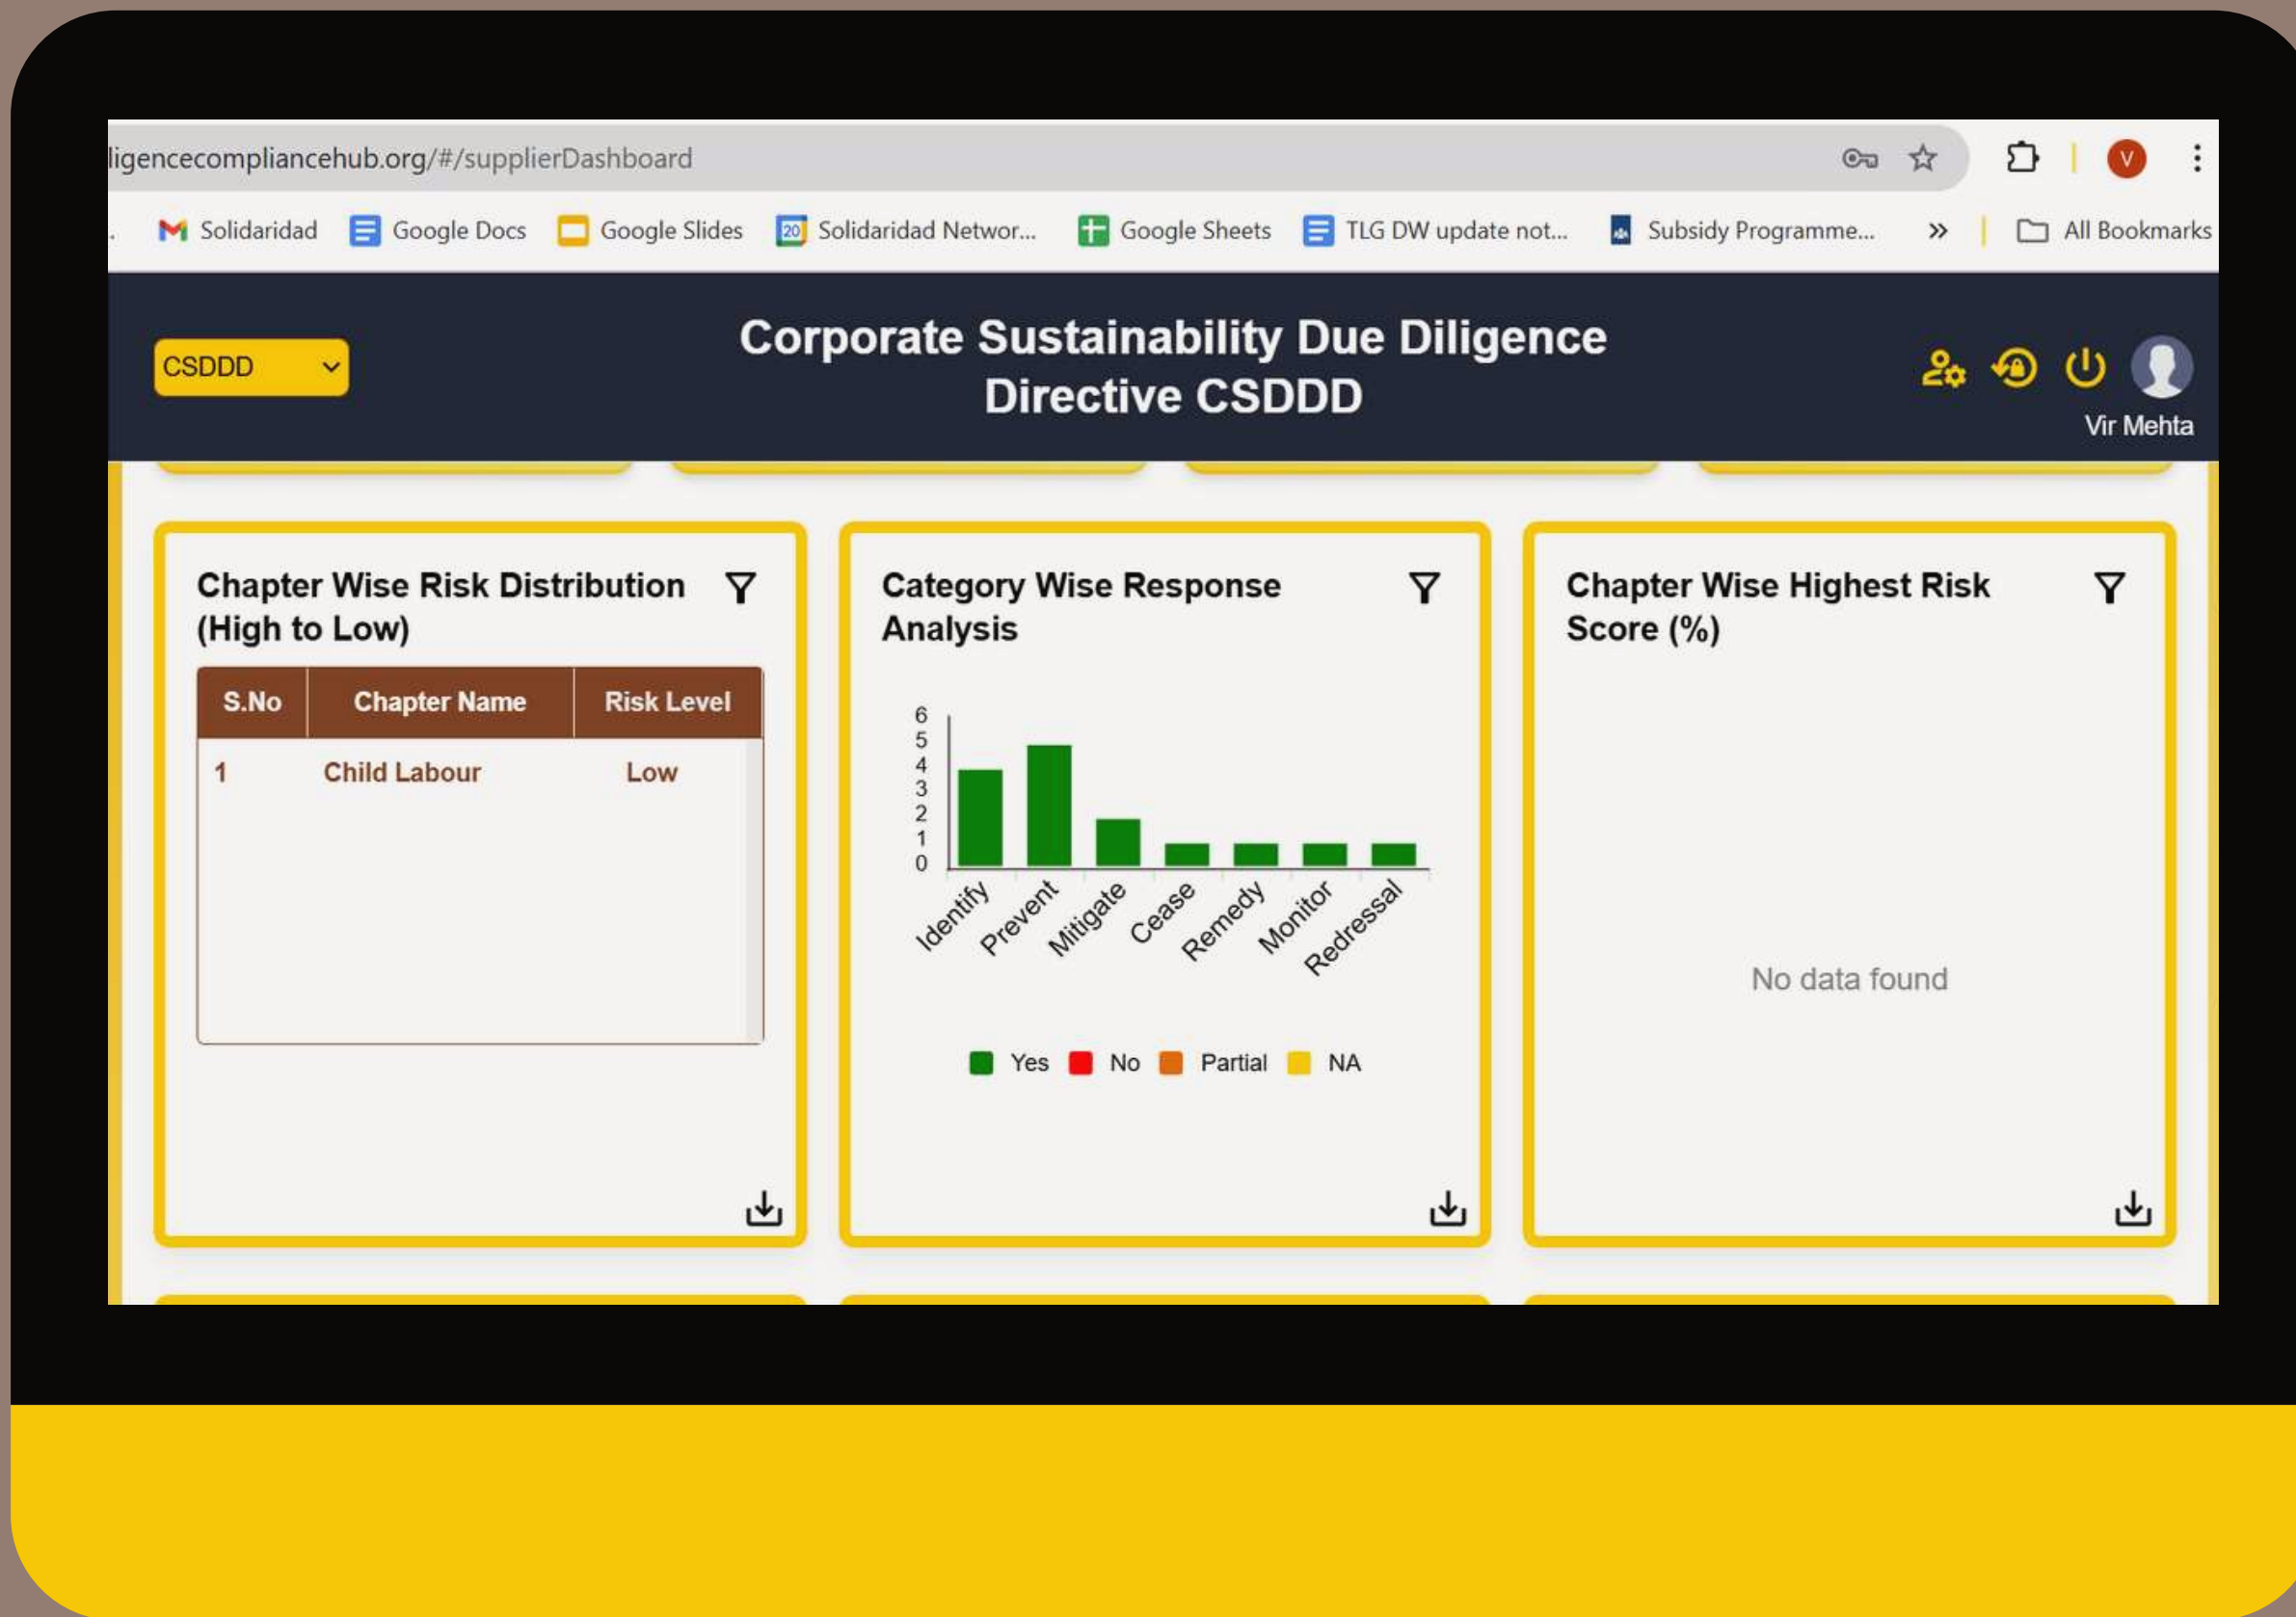 ligencecompliancehub.org/#/supplierDashboard
V
Solidaridad
Google Docs
Google Slides
20
Solidaridad Networ...
Google Sheets
TLG DW update not...
Subsidy Programme...
All Bookmarks
CSDDD
Corporate Sustainability Due Diligence
Directive CSDDD
Vir Mehta
Chapter Wise Risk Distribution
(High to Low)
S.No
Chapter Name
Risk Level
1
Child Labour
Low
Category Wise Response
Analysis
6
5
4
3
2
1
0
Identify
Prevent
Mitigate
Cease
Remedy
Monitor
Redressal
Yes
No
Partial
NA
Chapter Wise Highest Risk
Score (%)
No data found